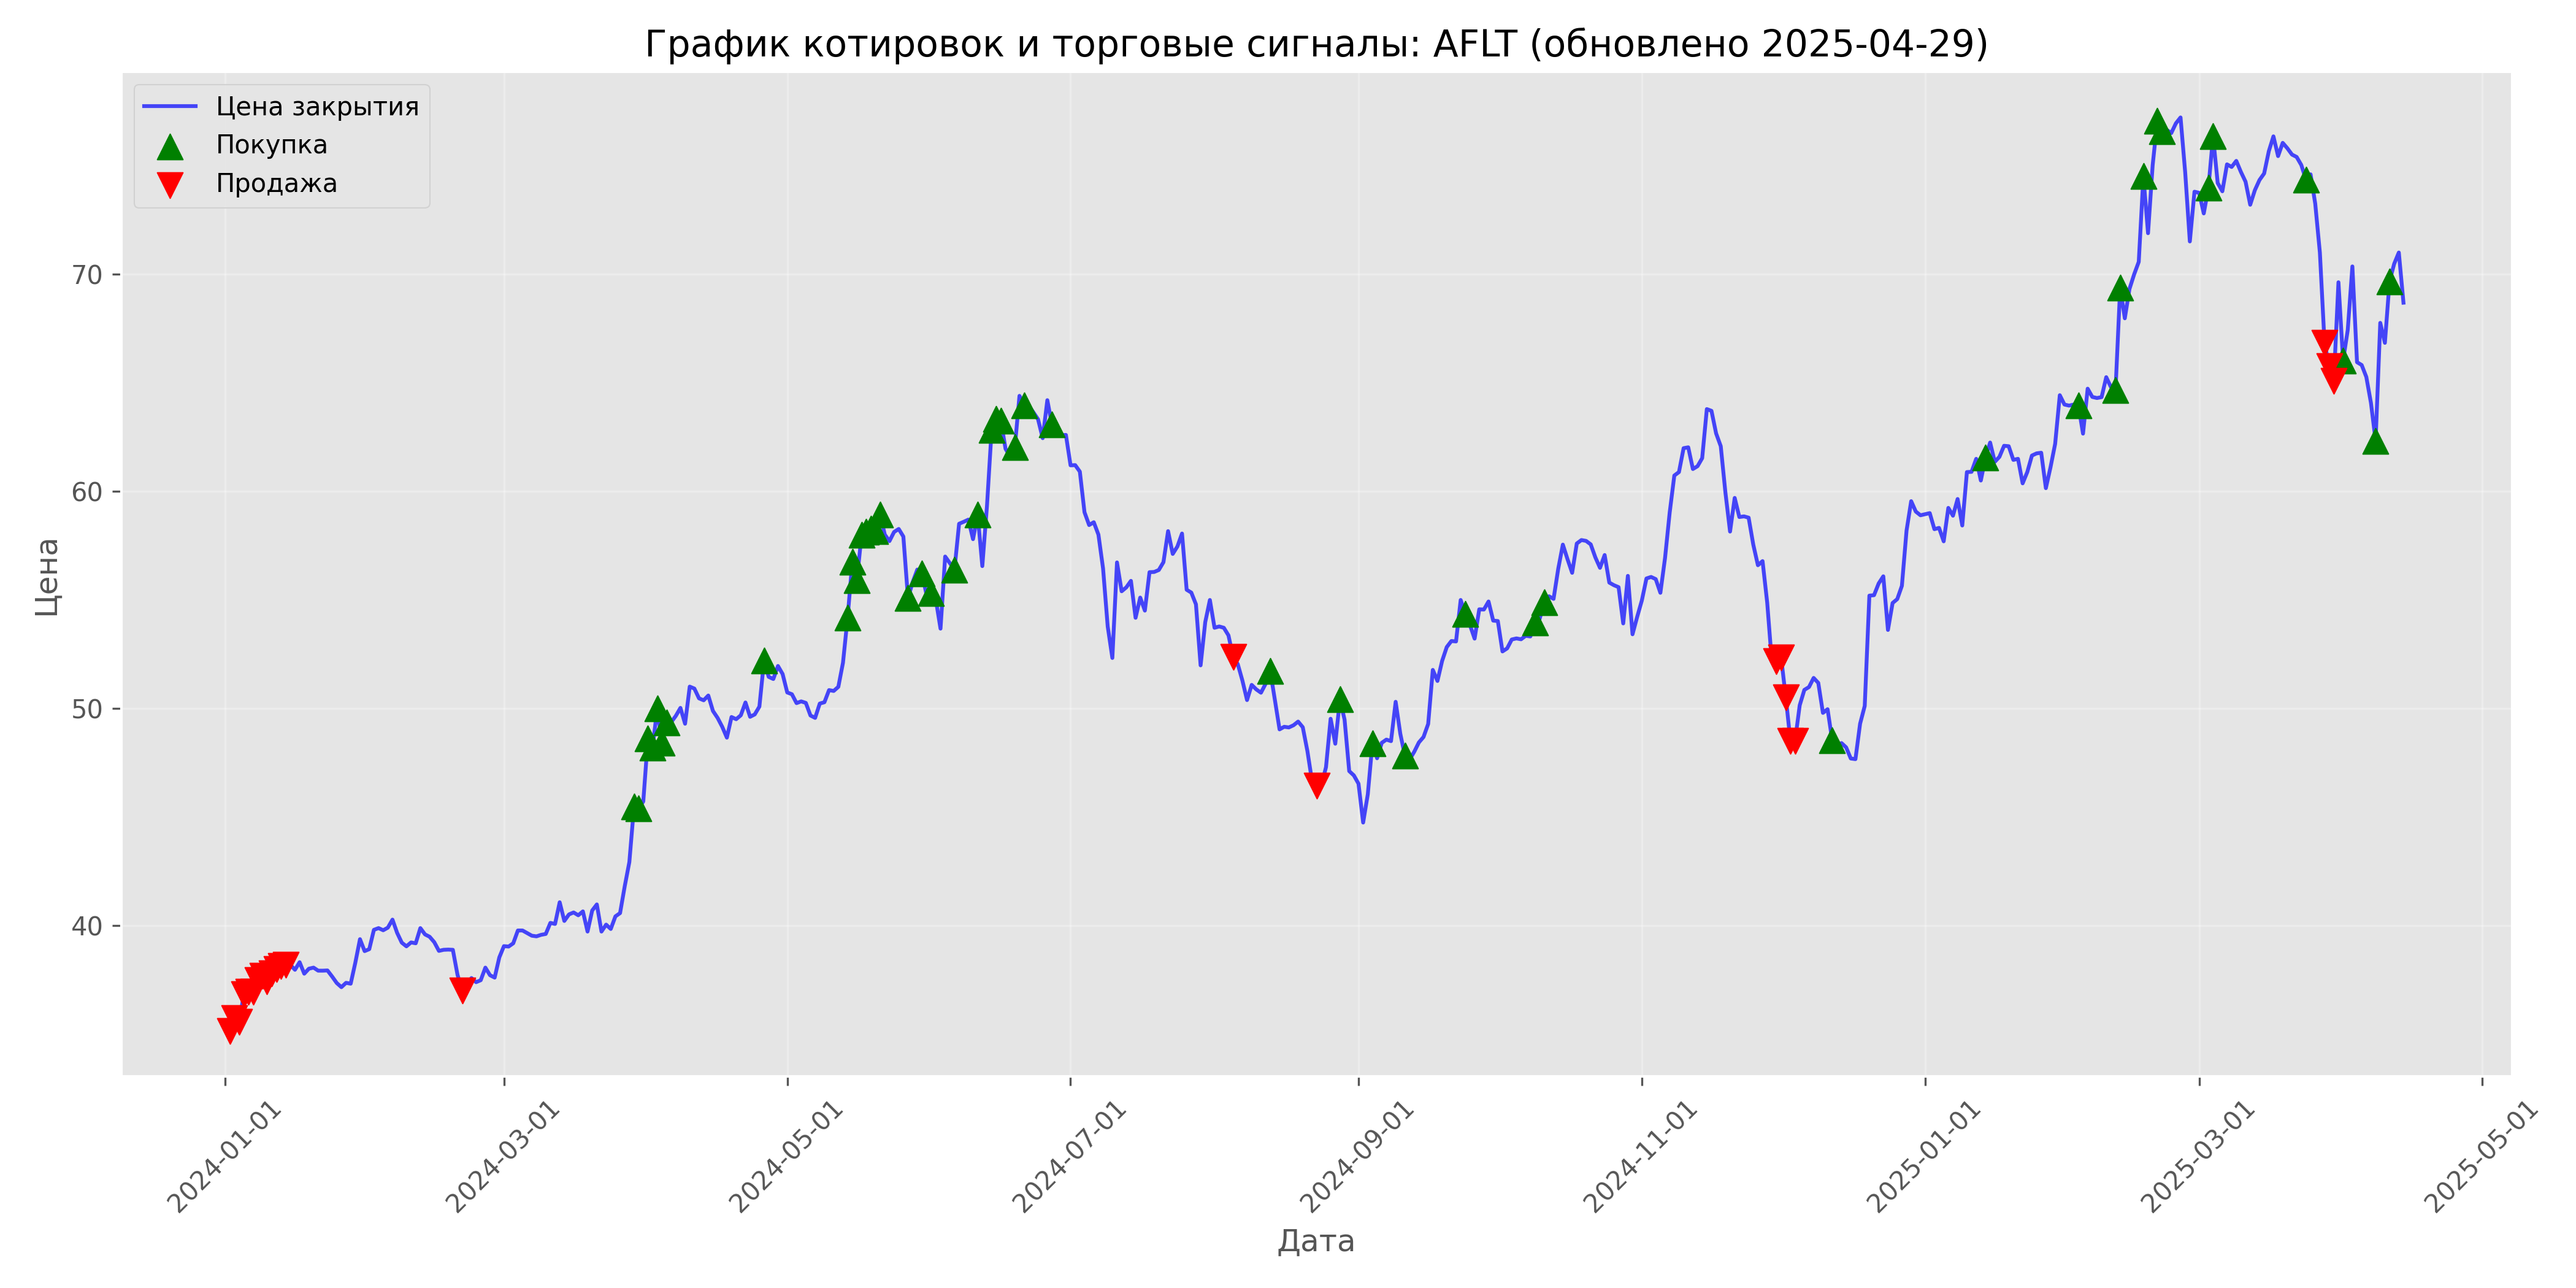 График котировок и торговые сигналы: AFLT (обновлено 2025-04-29)
Цена закрытия
Покупка
Продажа
Цена
70
60
50
40
2024-01-01
2024-03-01
2024-05-01
2024-07-01
2024-09-01
2024-11-01
2025-01-01
2025-03-01
2025-05-01
Дата